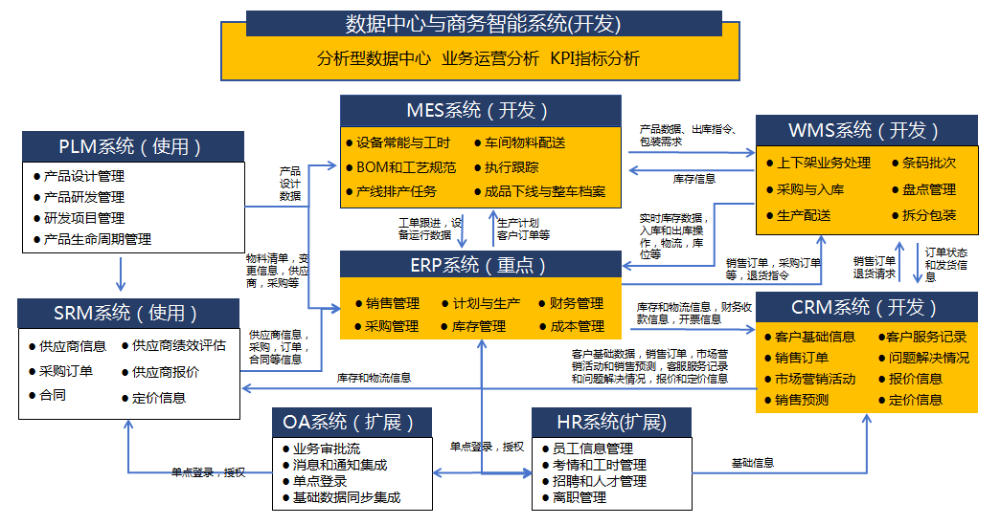 数据中心与商务智能系统(开发)
分析型数据中心 业务运营分析 KPI指标分析
PLM系统（使用）
● 产品设计管理
● 产品研发管理
● 研发项目管理
● 产品生命周期管理
产品
设计
数据
MES系统（开发）
● 设备常能与工时
● BOM和工艺规范
● 产线排产任务
● 车间物料配送
● 执行跟踪
● 成品下线与整车档案
产品数据、出库指令、
包装需求
库存信息
WMS系统（开发）
● 上下架业务处理
● 采购与入库
● 生产配送
● 条码批次
● 盘点管理
● 拆分包装
工单跟进，设
备运行数据
生产计划
客户订单等
实时库存数据，
入库和出库操
作，物流，库
位等
物料清单，变
更信息，供应
商，采购等
ERP系统（重点）
● 销售管理
● 采购管理
● 计划与生产
● 库存管理
● 财务管理
● 成本管理
销售订单，采购订单
等，退货指令
销售订单
退货请求
订单状态
和发货信
息
SRM系统（使用）
● 供应商信息
● 采购订单
● 合同
● 供应商绩效评估
● 供应商报价
● 定价信息
供应商信息，
采购，订单，
合同等信息
库存和物流信息，财务收
款信息，开票信息
CRM系统（开发）
● 客户基础信息
● 销售订单
● 市场营销活动
● 销售预测
● 客户服务记录
● 问题解决情况
● 报价信息
● 定价信息
客户基础数据，销售订单，市场营
销活动和销售预测，客服服务记录
和问题解决情况，报价和定价信息
库存和物流信息
OA系统（扩展）
● 业务审批流
● 消息和通知集成
● 单点登录
● 基础数据同步集成
单点登录，授权
单点登录，授权
HR系统(扩展)
● 员工信息管理
● 考情和工时管理
● 招聘和人才管理
● 离职管理
基础信息